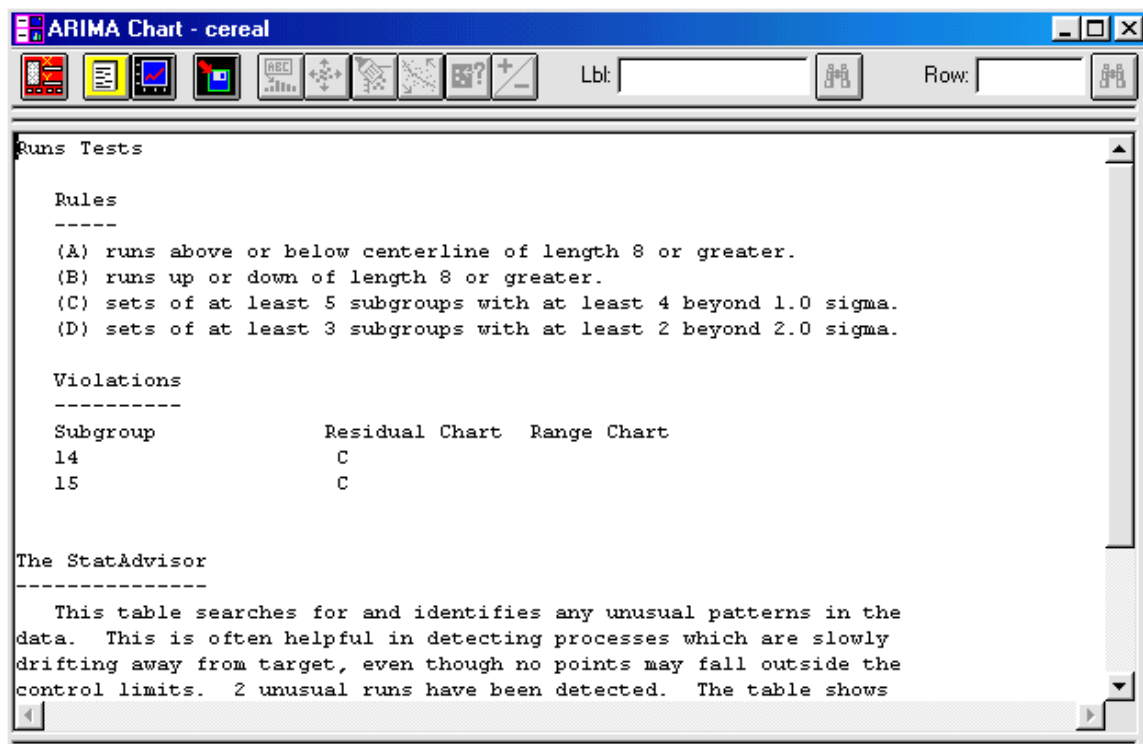 ARIMA Chart - cereal
ABC
Lbl:
Row:
Runs Tests
Rules
-----
(A) runs above or below centerline of length 8 or greater.
(B) runs up or down of length 8 or greater.
(C) sets of at least 5 subgroups with at least 4 beyond 1.0 sigma.
(D) sets of at least 3 subgroups with at least 2 beyond 2.0 sigma.
Violations
----------
Subgroup Residual Chart Range Chart
14 C
15 C
The StatAdvisor
---------------
This table searches for and identifies any unusual patterns in the
data. This is often helpful in detecting processes which are slowly
drifting away from target, even though no points may fall outside the
control limits. 2 unusual runs have been detected. The table shows